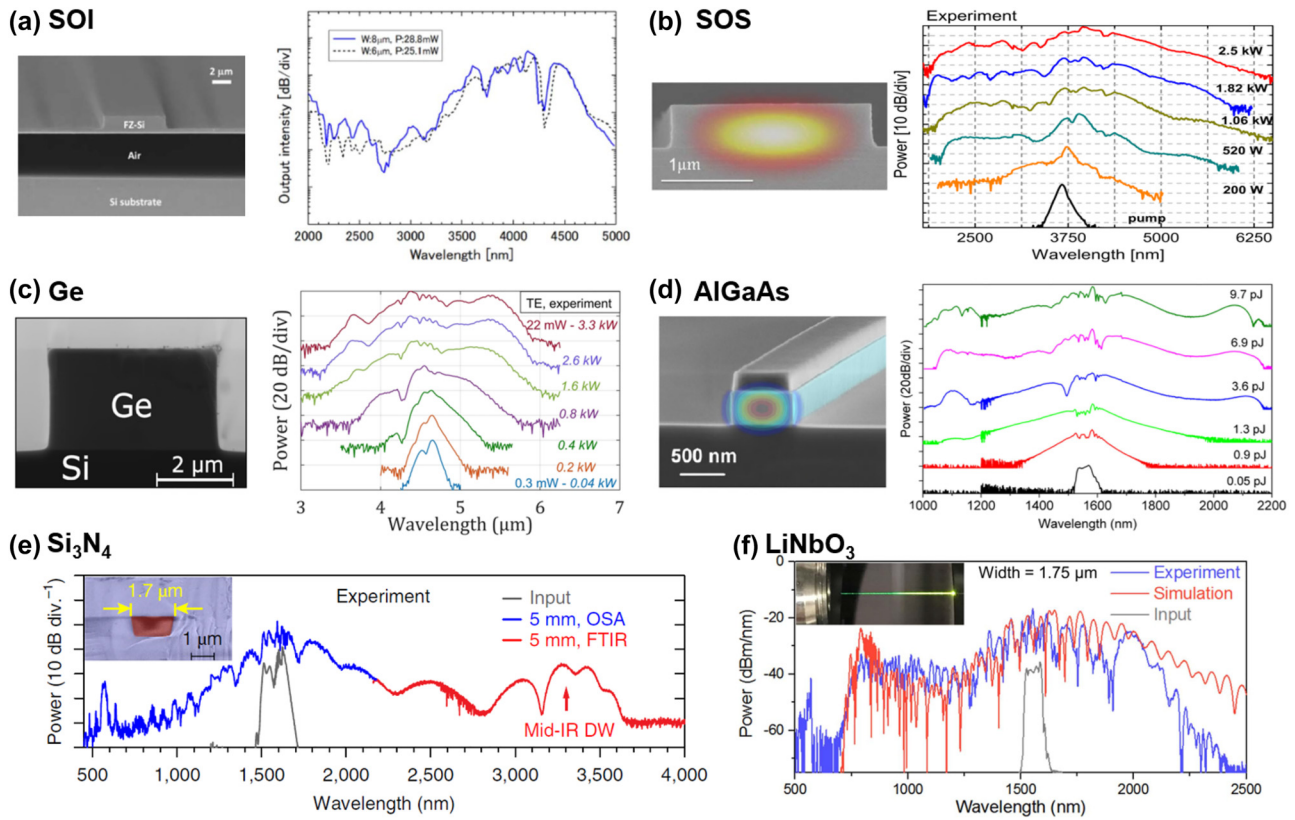 (a) SOI
2 μm
FZ-Si
Air
Si substrate
W:8μm, P:28.8mW
W:6μm, P:25.1mW
Output intensity [dB/div]
2000 2500 3000 3500 4000 4500 5000
Wavelength [nm]
(b) SOS
1μm
Experiment
2.5 kW
1.82 kW
1.06 kW
520 W
200 W
pump
Power [10 dB/div]
2500 3750 5000 6250
Wavelength [nm]
(c) Ge
Ge
Si
2 μm
TE, experiment
22 mW - 3.3 kW
2.6 kW
1.6 kW
0.8 kW
0.4 kW
0.2 kW
0.3 mW - 0.04 kW
Power (20 dB/div)
3 4 5 6 7
Wavelength (μm)
(d) AlGaAs
500 nm
9.7 pJ
6.9 pJ
3.6 pJ
1.3 pJ
0.9 pJ
0.05 pJ
Power (20dB/div)
1000 1200 1400 1600 1800 2000 2200
Wavelength (nm)
(e) Si3N4
1.7 μm
1 μm
Experiment
Input
5 mm, OSA
5 mm, FTIR
Mid-IR DW
Power (10 dB div.⁻¹)
500 1,000 1,500 2,000 2,500 3,000 3,500 4,000
Wavelength (nm)
(f) LiNbO3
Width = 1.75 μm
Experiment
Simulation
Input
0
-20
-40
-60
Power (dBm/nm)
500 1000 1500 2000 2500
Wavelength (nm)